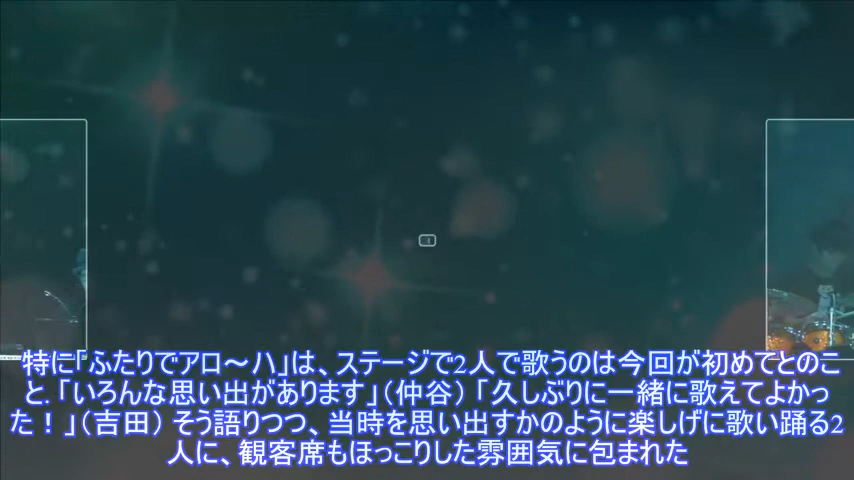 特に「ふたりでアロ～ハ」は、ステージで2人で歌うのは今回が初めてとのこ
と.「いろんな思い出があります」（仲谷）「久しぶりに一緒に歌えてよかっ
た！」（吉田） そう語りつつ、当時を思い出すかのように楽しげに歌い踊る2
人に、観客席もほっこりした雰囲気に包まれた